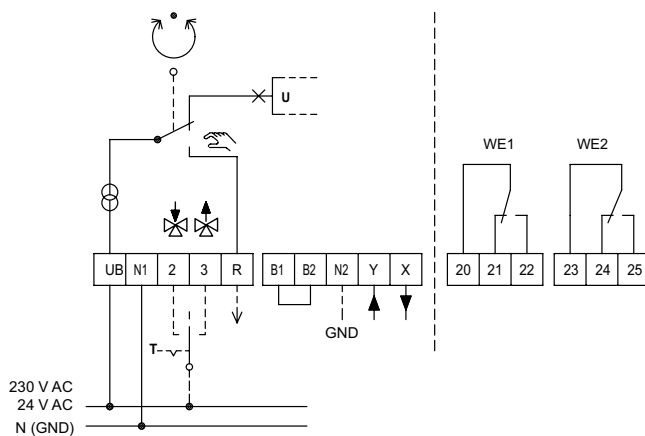 U
WE1 WE2
UB N1 2 3 R B1 B2 N2 Y X 20 21 22 23 24 25
GND
T
230 V AC
24 V AC
N (GND)